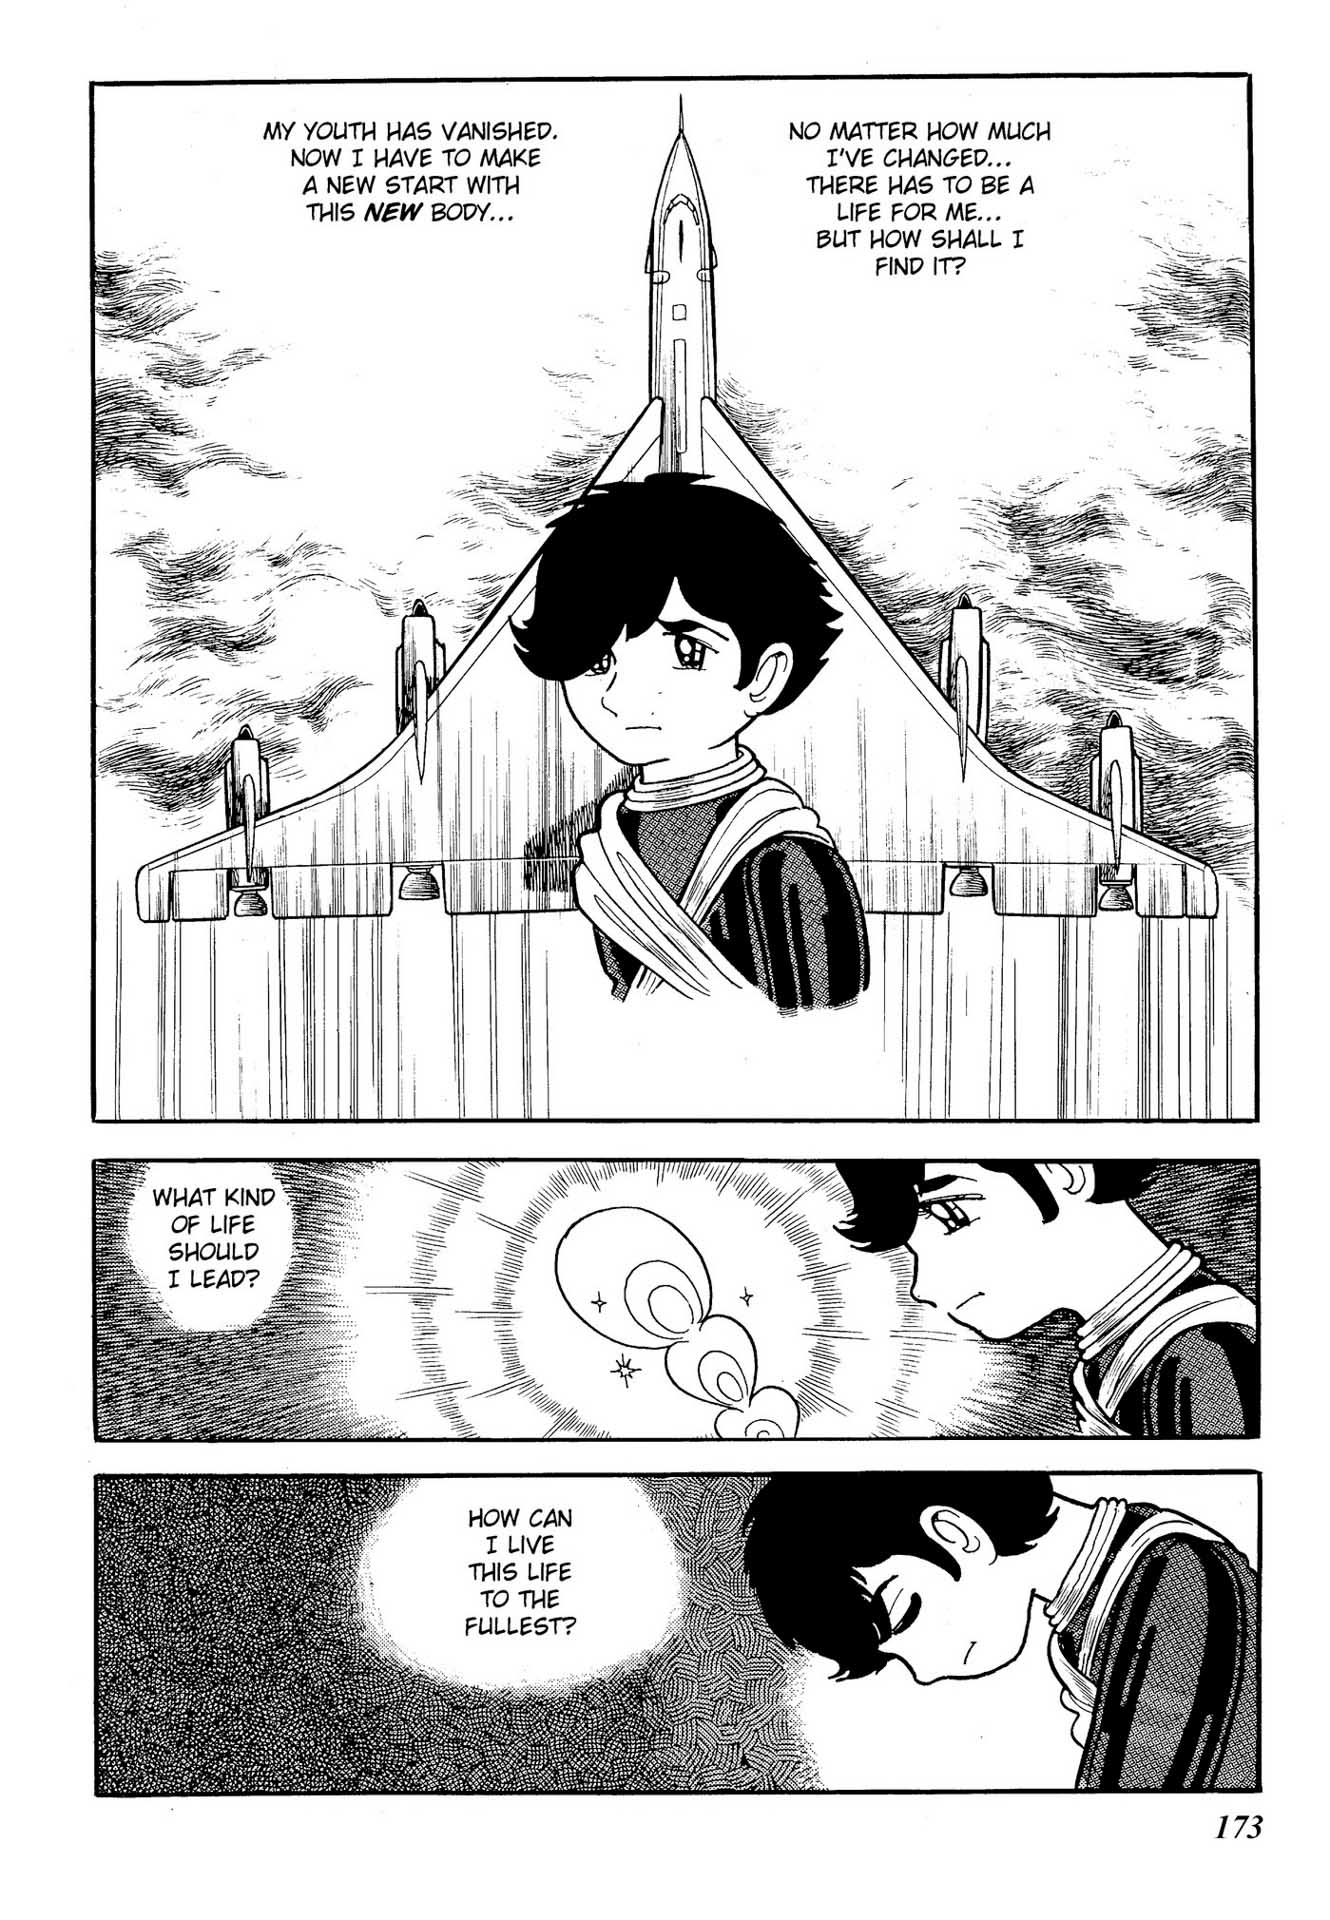 NO MATTER HOW MUCH
I'VE CHANGED...
THERE HAS TO BE A
LIFE FOR ME...
BUT HOW SHALL I
FIND IT?
MY YOUTH HAS VANISHED.
NOW I HAVE TO MAKE
A NEW START WITH
THIS NEW BODY...
WHAT KIND
OF LIFE
SHOULD
I LEAD?
HOW CAN
I LIVE
THIS LIFE
TO THE
FULLEST?
173